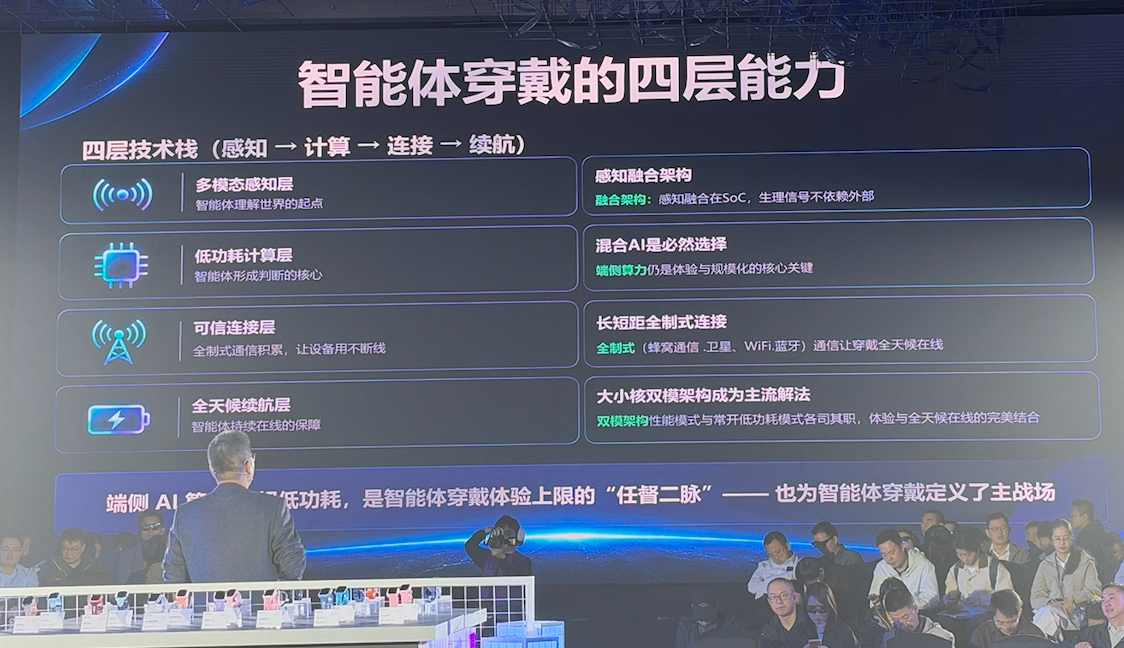 智能体穿戴的四层能力
四层技术栈（感知 → 计算 → 连接 → 续航）
多模态感知层
智能体理解世界的起点
感知融合架构
融合架构：感知融合在SoC，生理信号不依赖外部
低功耗计算层
智能体形成判断的核心
混合AI是必然选择
端侧算力仍是体验与规模化的核心关键
可信连接层
全制式通信积累，让设备用不断线
长短距全制式连接
全制式（蜂窝通信 .卫星、WiFi.蓝牙）通信让穿戴全天候在线
全天候续航层
智能体持续在线的保障
大小核双模架构成为主流解法
双模架构性能模式与常开低功耗模式各司其职，体验与全天候在线的完美结合
端侧 AI 低功耗，是智能体穿戴体验上限的“任督二脉” —— 也为智能体穿戴定义了主战场